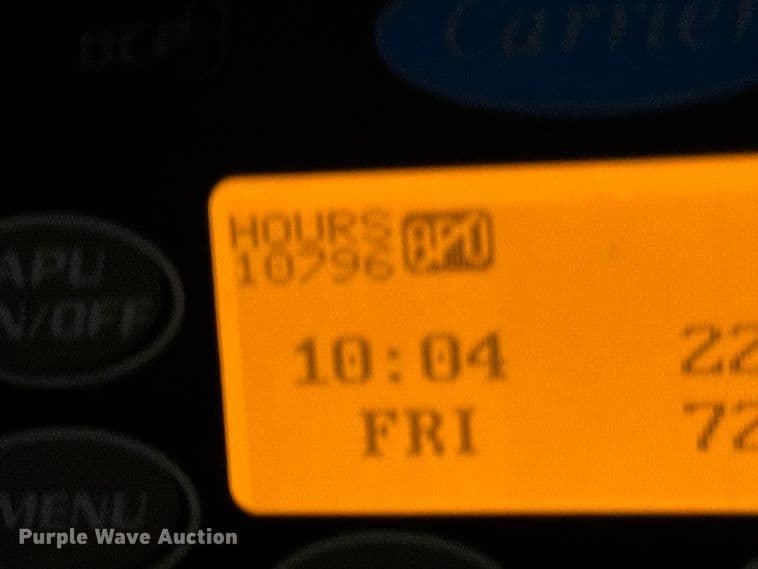 Carrier
HOURS APU
10796
APU
N/OFF
10:04 22
FRI 72
MENU
Purple Wave Auction